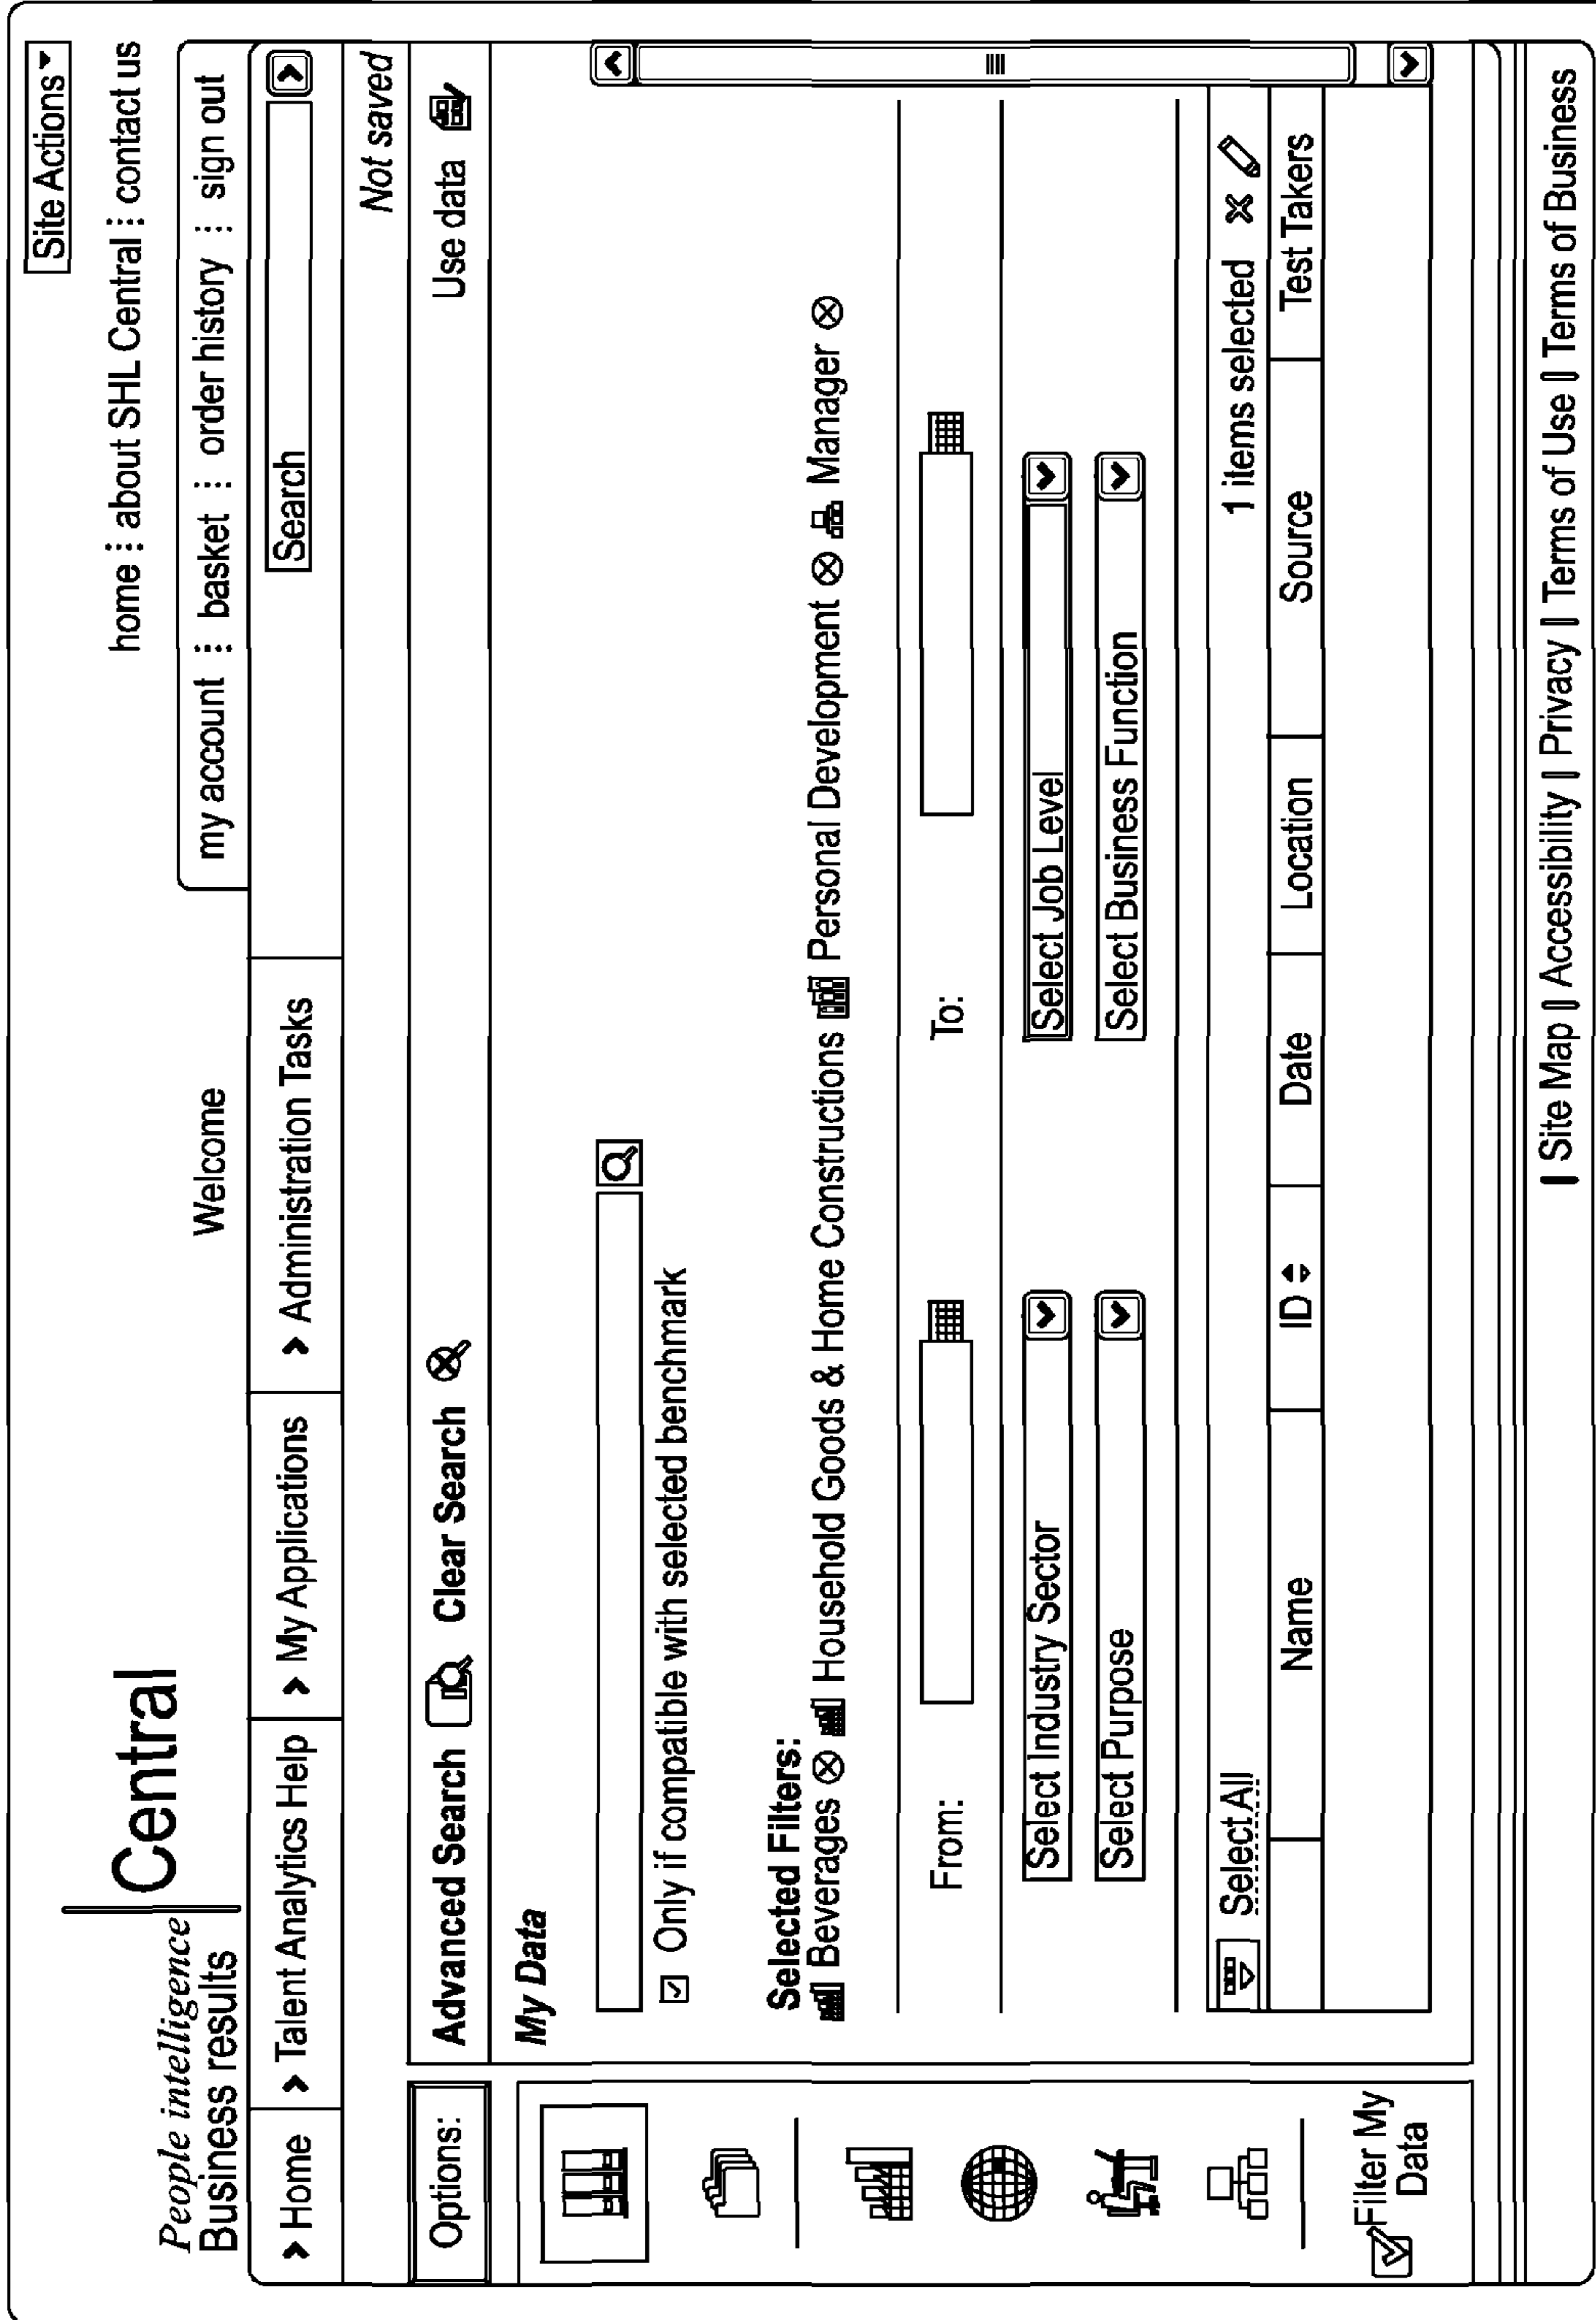 Site Actions
People intelligence
Business results
Central
home about SHL Central contact us
Welcome
my account basket order history sign out
Home
Talent Analytics Help
My Applications
Administration Tasks
Search
Not saved
Options:
Advanced Search
Clear Search
Use data
My Data
Only if compatible with selected benchmark
Selected Filters:
Beverages Household Goods & Home Constructions Personal Development Manager
From:
To:
Select Industry Sector
Select Job Level
Select Purpose
Select Business Function
Select All
1 items selected
Name ID Date Location Source Test Takers
Filter My
Data
Site Map Accessibility Privacy Terms of Use Terms of Business